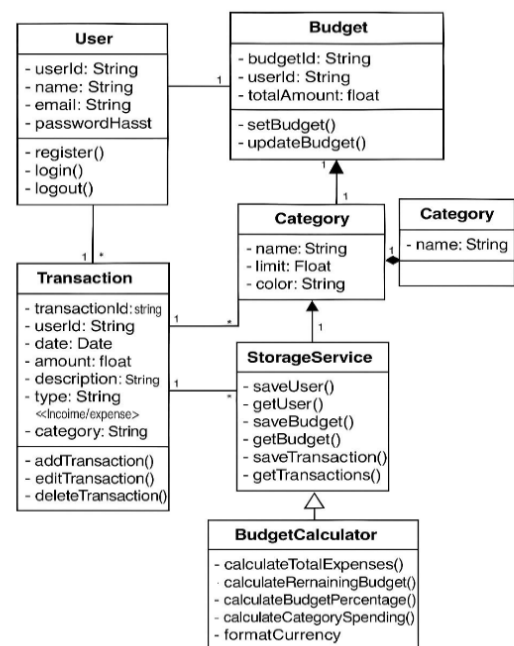 User
- userId: String
- name: String
- email: String
- passwordHasst
- register()
- login()
- logout()
1
Budget
- budgetId: String
- userId: String
- totalAmount: float
- setBudget()
- updateBudget()
1
1
Category
- name: String
- limit: Float
- color: String
1
Category
- name: String
1 *
Transaction
- transactionId: string
- userId: String
- date: Date
- amount: float
- description: String
- type: String
<<Incoime/expense>
- category: String
- addTransaction()
- editTransaction()
- deleteTransaction()
1 *
1 *
1
StorageService
- saveUser()
- getUser()
- saveBudget()
- getBudget()
- saveTransaction()
- getTransactions()
BudgetCalculator
- calculateTotalExpenses()
· calculateRernainingBudget()
- calculateBudgetPercentage()
- calculateCategorySpending()
- formatCurrency